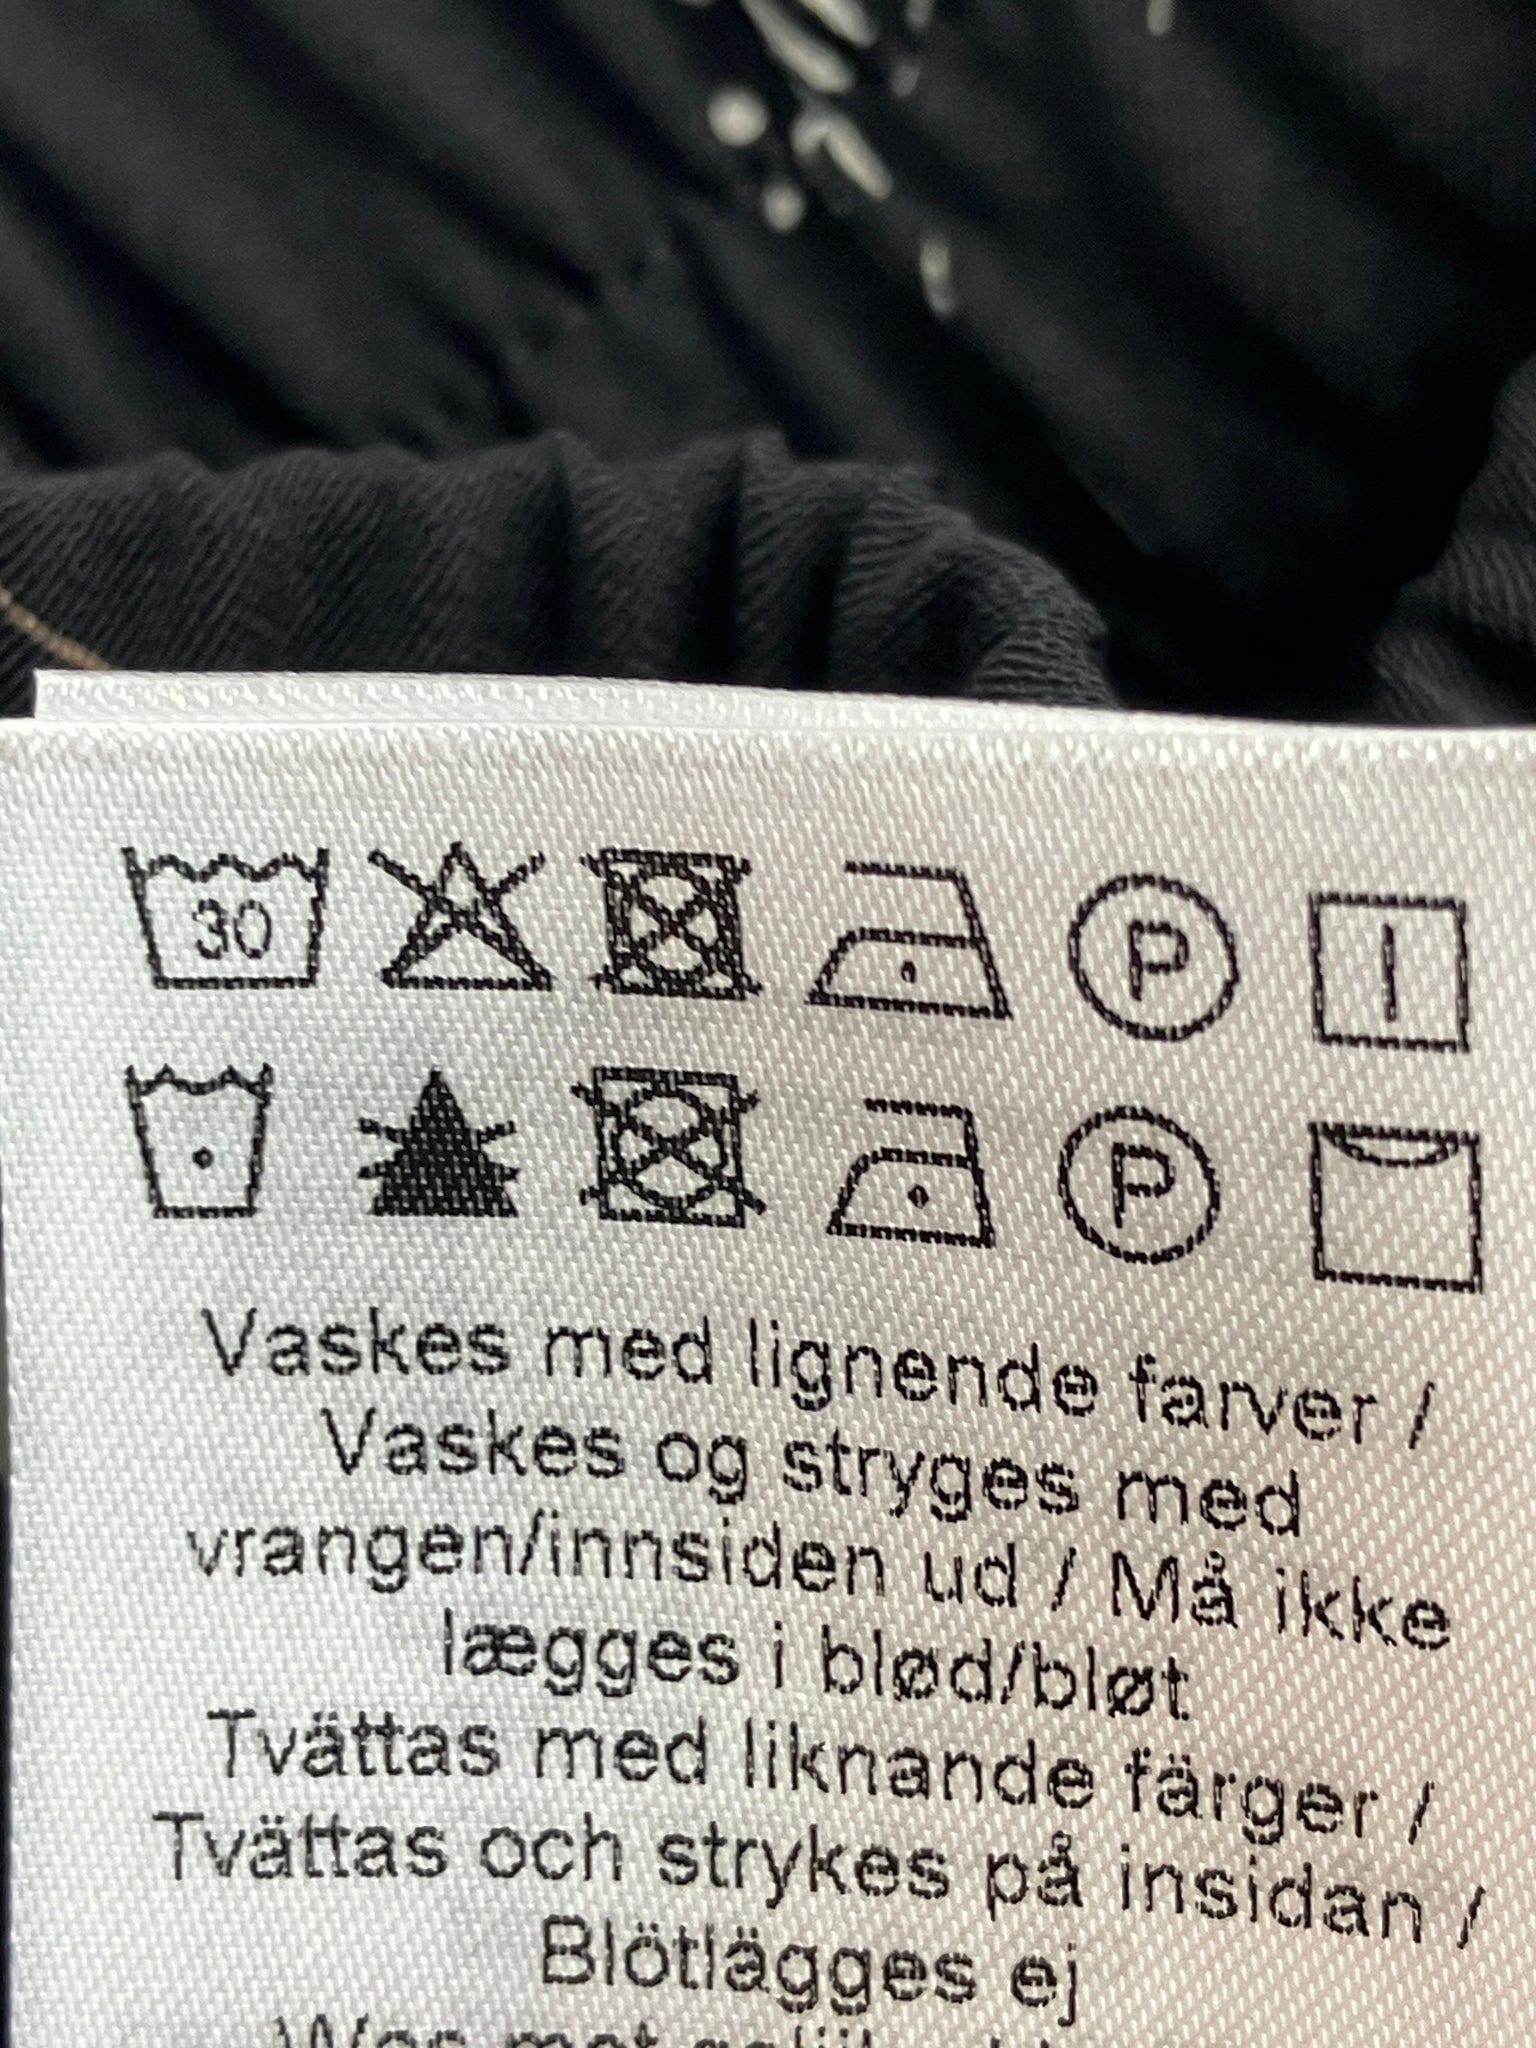 30 P
P
Vaskes med lignende farver /
Vaskes og stryges med
vrangen/innsiden ud / Må ikke
lægges i blød/bløt
Tvättas med liknande färger /
Tvättas och strykes på insidan /
Blötlägges ej